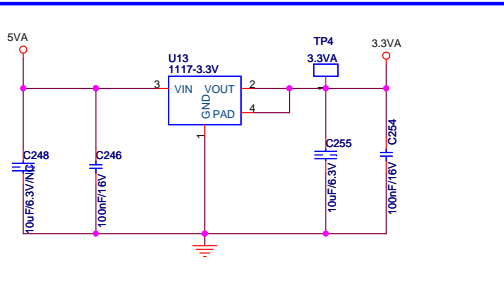 5VA
U13
1117-3.3V
TP4
3.3VA
3.3VA
3
VIN
VOUT
2
GND
PAD
4
1
1
C248
10uF/6.3V/NC
C246
100nF/16V
C255
10uF/6.3V
C254
100nF/16V